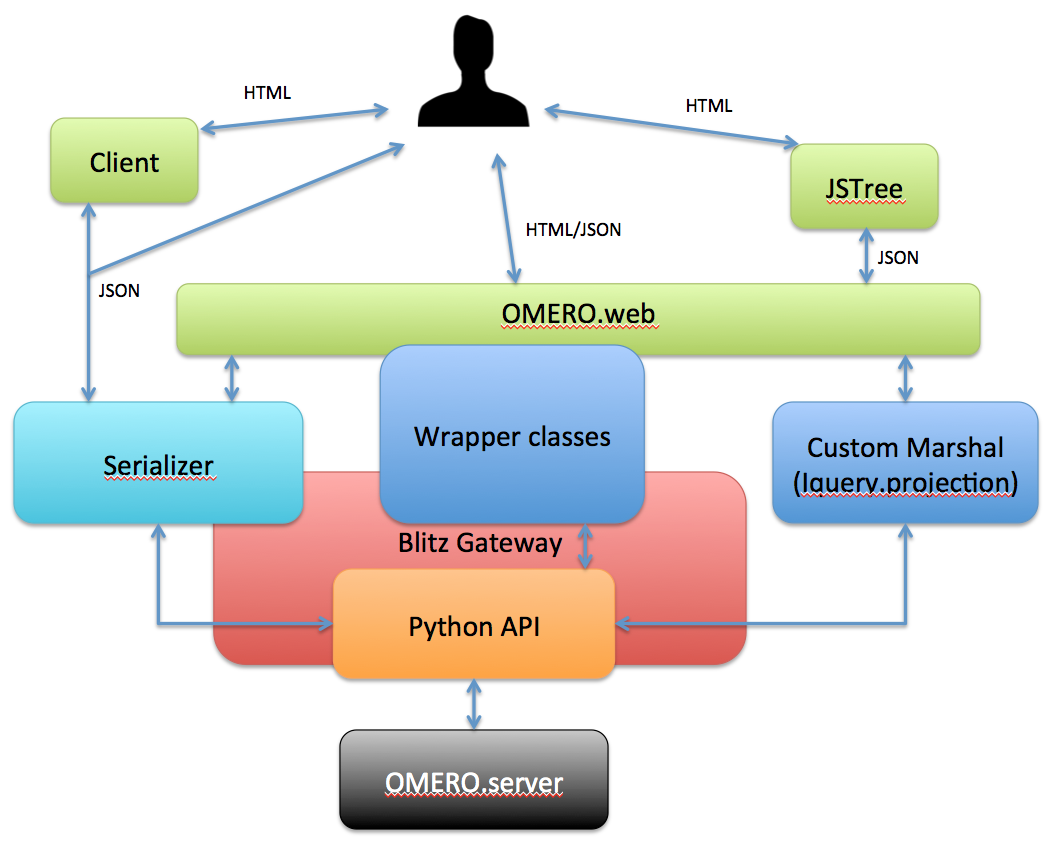 HTML
HTML
Client
JSTree
HTML/JSON
JSON
JSON
OMERO.web
Wrapper classes
Serializer
Custom Marshal
(Iquery.projection)
Blitz Gateway
Python API
OMERO.server